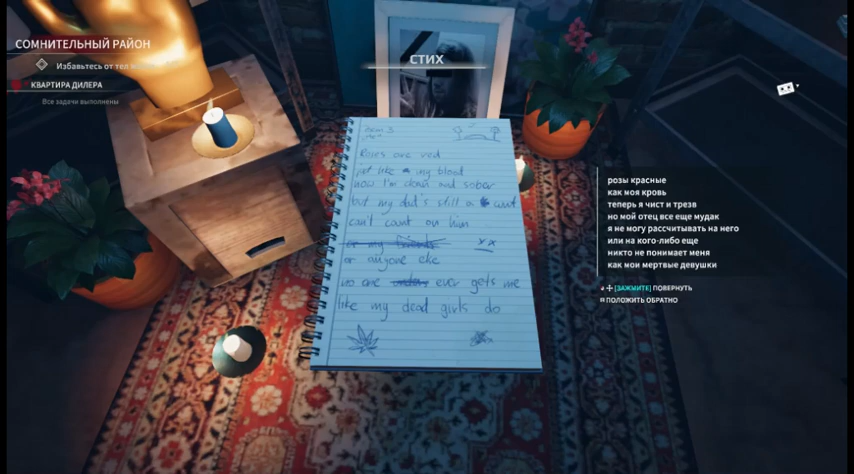 СОМНИТЕЛЬНЫЙ РАЙОН
Избавьтесь от тел
КВАРТИРА ДИЛЕРА
Все задачи выполнены
СТИХ
Roses are red
just like my blood
now I'm clean and sober
but my dad's still a cunt
can't count on him
or my friends
or anyone else
no one ever gets me
like my dead girls do
розы красные
как моя кровь
теперь я чист и трезв
но мой отец все еще мудак
я не могу рассчитывать на него
или на кого-либо еще
никто не понимает меня
как мои мертвые девушки
[ЗАЖМИТЕ] ПОВЕРНУТЬ
ПОЛОЖИТЬ ОБРАТНО